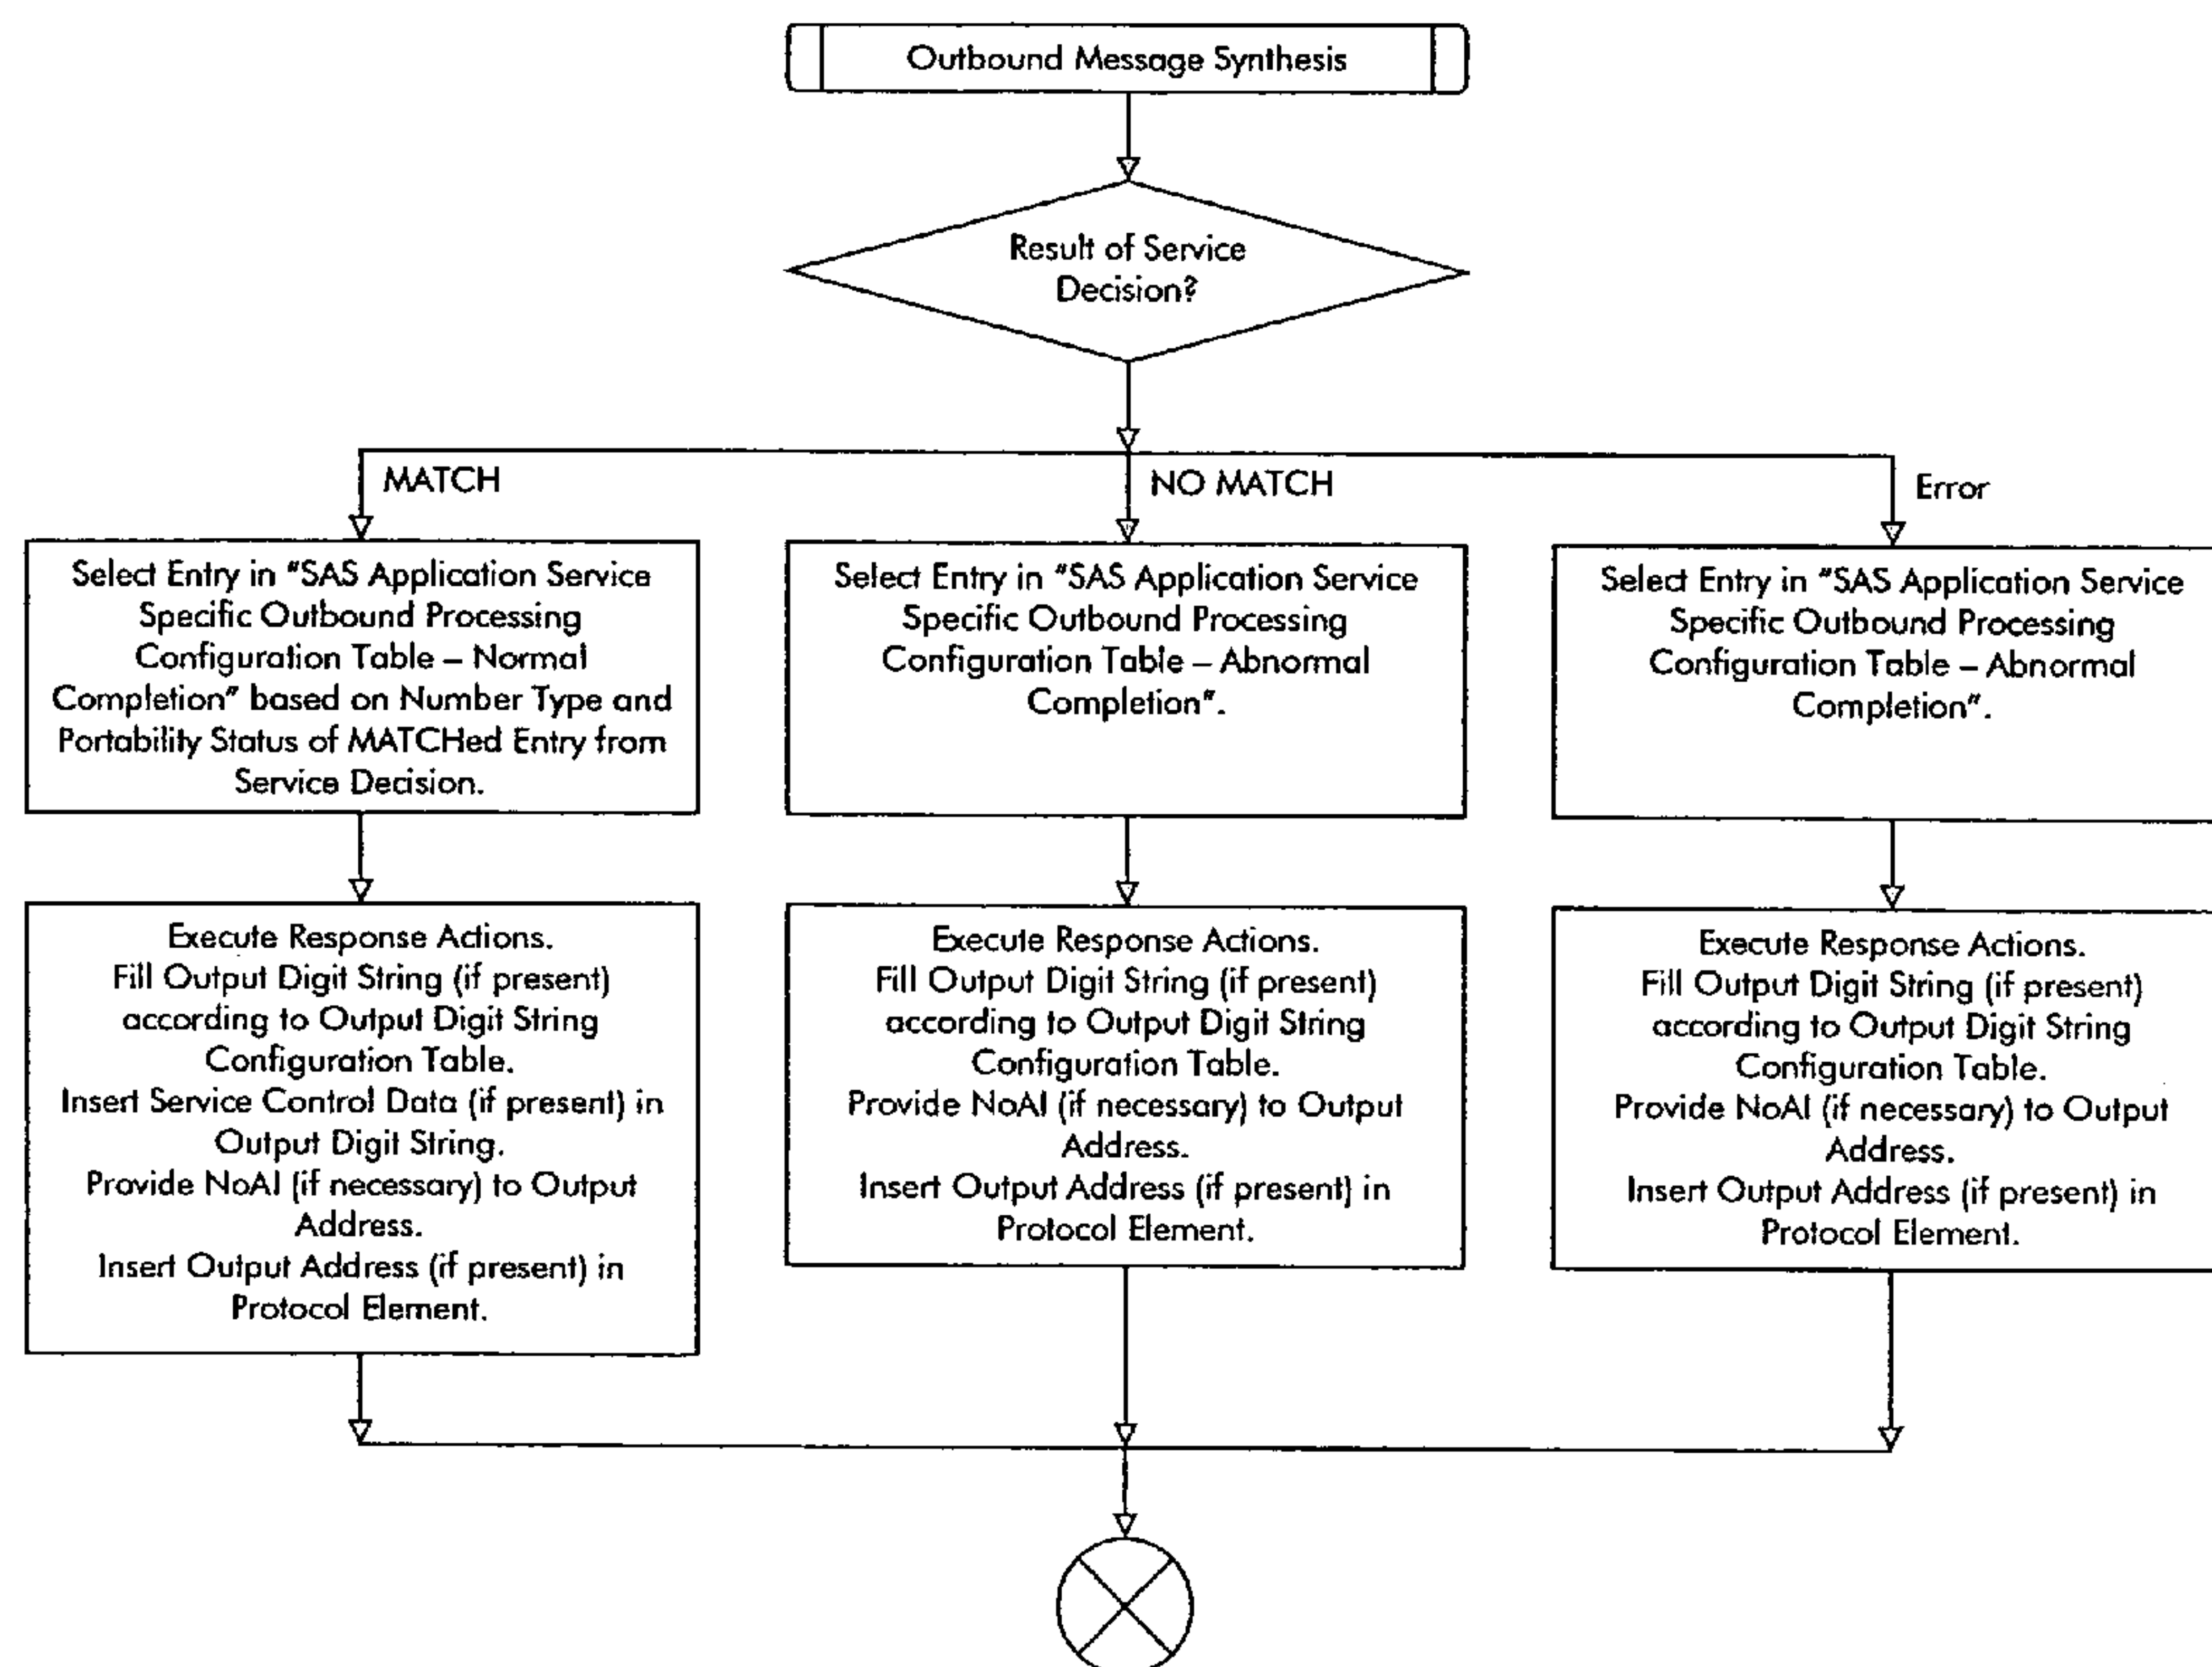 Outbound Message Synthesis
Result of Service
Decision?
MATCH
NO MATCH
Error
Select Entry in "SAS Application Service
Specific Outbound Processing
Configuration Table – Normal
Completion" based on Number Type and
Portability Status of MATCHed Entry from
Service Decision.
Select Entry in "SAS Application Service
Specific Outbound Processing
Configuration Table – Abnormal
Completion".
Select Entry in "SAS Application Service
Specific Outbound Processing
Configuration Table – Abnormal
Completion".
Execute Response Actions.
Fill Output Digit String (if present)
according to Output Digit String
Configuration Table.
Insert Service Control Data (if present) in
Output Digit String.
Provide NoAI (if necessary) to Output
Address.
Insert Output Address (if present) in
Protocol Element.
Execute Response Actions.
Fill Output Digit String (if present)
according to Output Digit String
Configuration Table.
Provide NoAI (if necessary) to Output
Address.
Insert Output Address (if present) in
Protocol Element.
Execute Response Actions.
Fill Output Digit String (if present)
according to Output Digit String
Configuration Table.
Provide NoAI (if necessary) to Output
Address.
Insert Output Address (if present) in
Protocol Element.